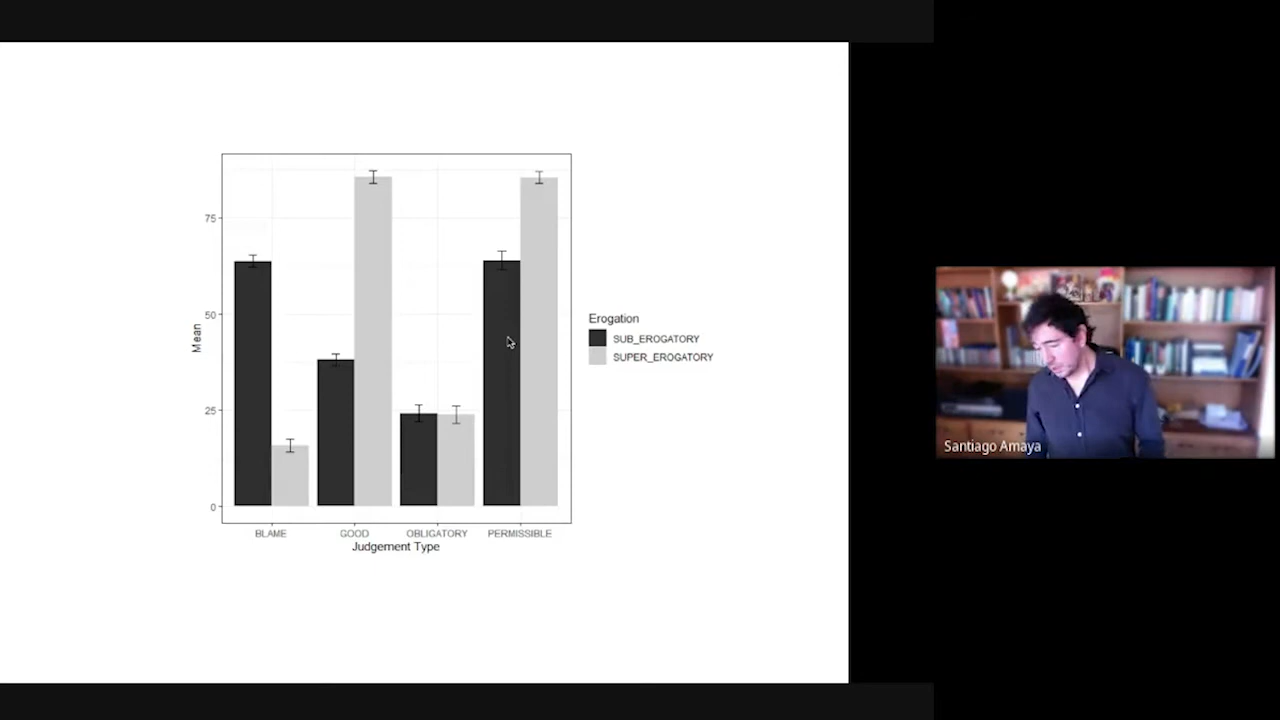 75
50
25
0
Mean
BLAME GOOD OBLIGATORY PERMISSIBLE
Judgement Type
Erogation
SUB_EROGATORY
SUPER_EROGATORY
Santiago Amaya